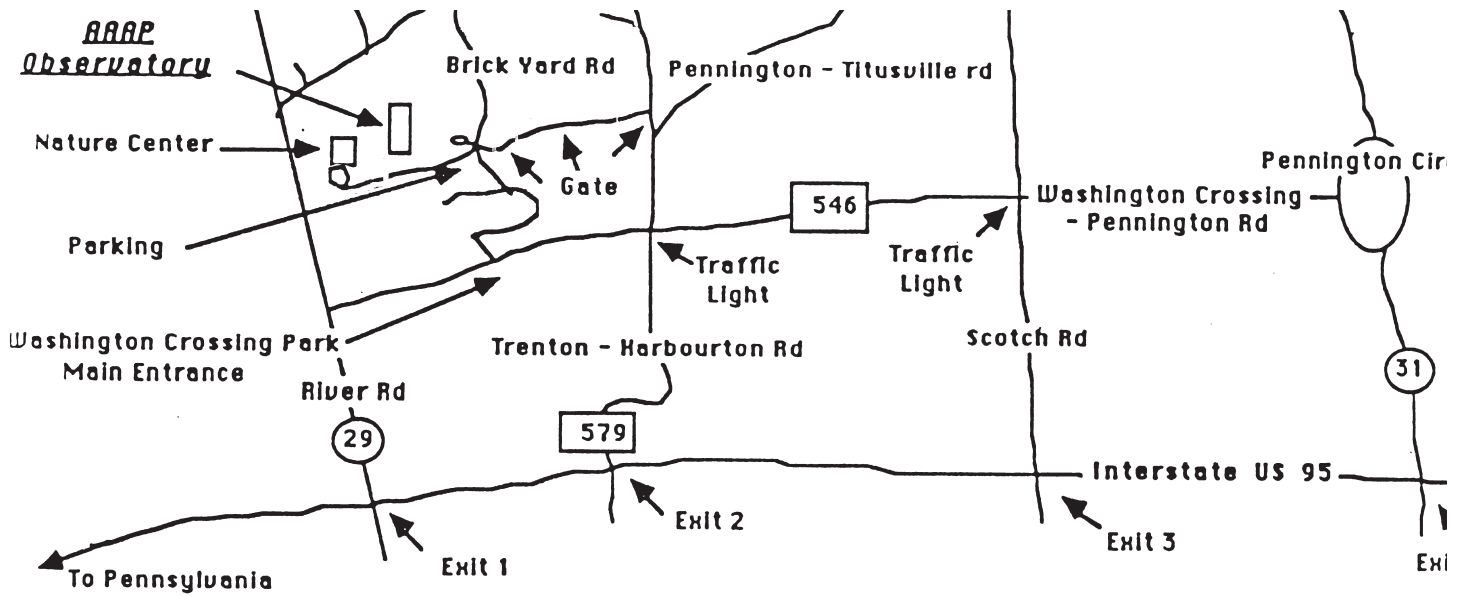 AAAP
Observatory
Brick Yard Rd
Pennington - Titusville rd
Nature Center
Gate
Pennington Cir
546
Washington Crossing
- Pennington Rd
Parking
Traffic
Light
Traffic
Light
Washington Crossing Park
Main Entrance
Trenton - Harbourton Rd
Scotch Rd
River Rd
31
29
579
Interstate US 95
Exit 2
Exit 3
Exit 1
Exi
To Pennsylvania